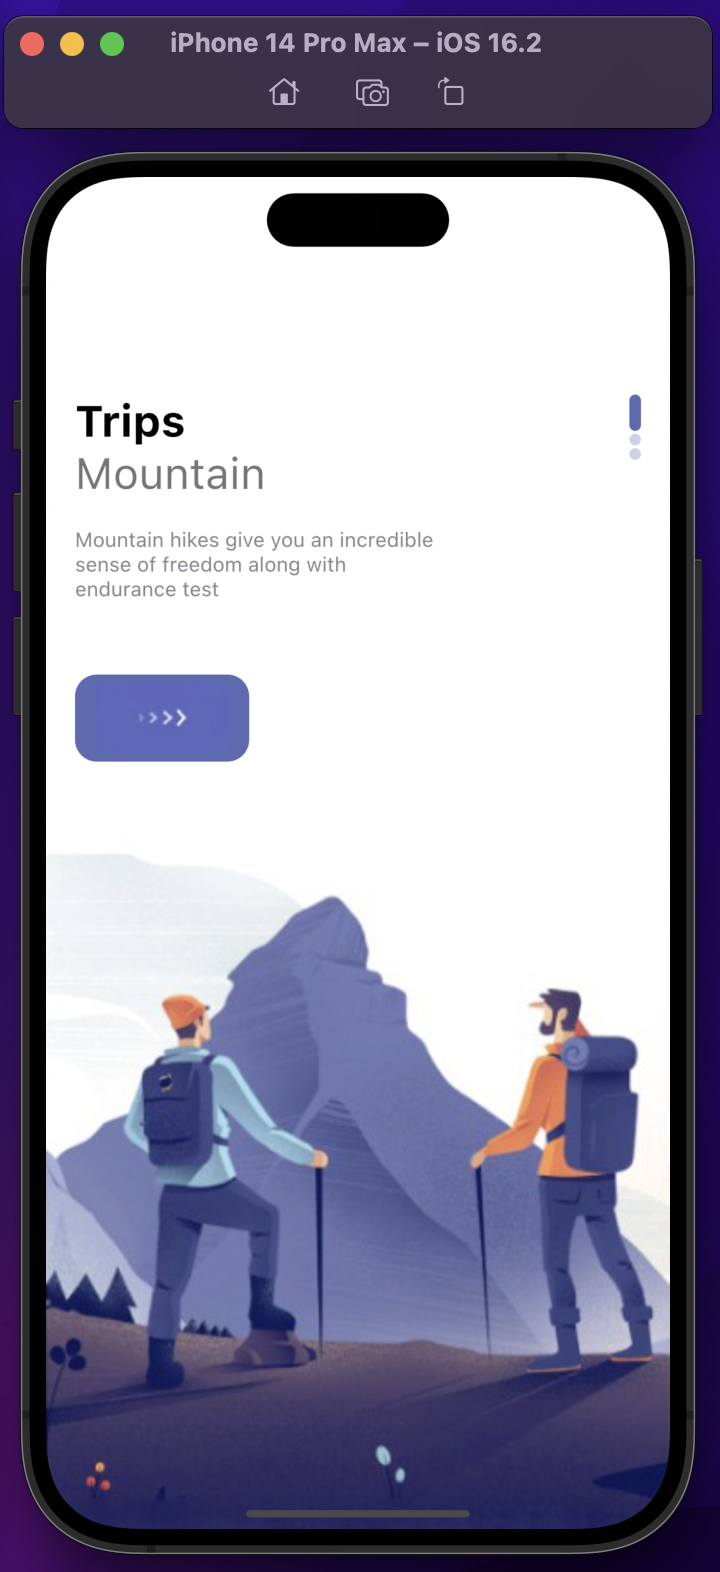 iPhone 14 Pro Max – iOS 16.2
Trips
Mountain
Mountain hikes give you an incredible
sense of freedom along with
endurance test